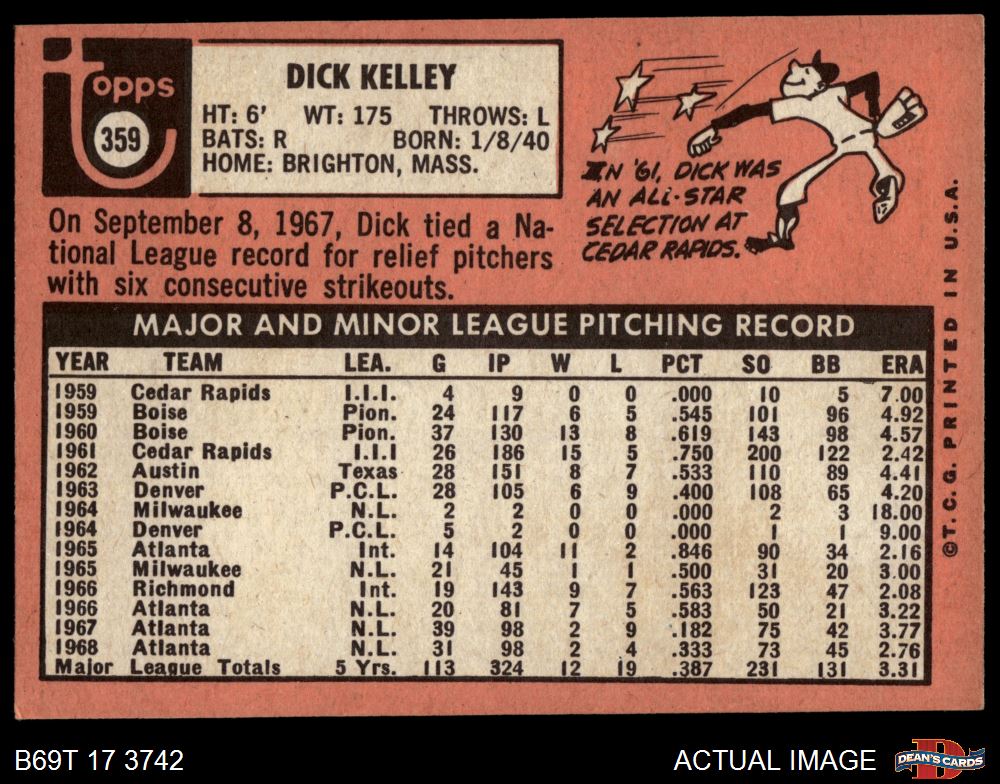 Topps
359
DICK KELLEY
HT: 6' WT: 175 THROWS: L
BATS: R BORN: 1/8/40
HOME: BRIGHTON, MASS.
IN '61, DICK WAS
AN ALL-STAR
SELECTION AT
CEDAR RAPIDS.
On September 8, 1967, Dick tied a Na-
tional League record for relief pitchers
with six consecutive strikeouts.
MAJOR AND MINOR LEAGUE PITCHING RECORD
YEAR TEAM LEA. G IP W L PCT SO BB ERA
1959 Cedar Rapids I.I.I. 4 9 0 0 .000 10 5 7.00
1959 Boise Pion. 24 117 6 5 .545 101 96 4.92
1960 Boise Pion. 37 130 13 8 .619 143 98 4.57
1961 Cedar Rapids I.I.I 26 186 15 5 .750 200 122 2.42
1962 Austin Texas 28 151 8 7 .533 110 89 4.41
1963 Denver P.C.L. 28 105 6 9 .400 108 65 4.20
1964 Milwaukee N.L. 2 2 0 0 .000 2 3 18.00
1964 Denver P.C.L. 5 2 0 0 .000 1 1 9.00
1965 Atlanta Int. 14 104 11 2 .846 90 34 2.16
1965 Milwaukee N.L. 21 45 1 1 .500 31 20 3.00
1966 Richmond Int. 19 143 9 7 .563 123 47 2.08
1966 Atlanta N.L. 20 81 7 5 .583 50 21 3.22
1967 Atlanta N.L. 39 98 2 9 .182 75 42 3.77
1968 Atlanta N.L. 31 98 2 4 .333 73 45 2.76
Major League Totals 5 Yrs. 113 324 12 19 .387 231 131 3.31
©T.C.G. PRINTED IN U.S.A.
B69T 17 3742
ACTUAL IMAGE
DEAN'S CARDS